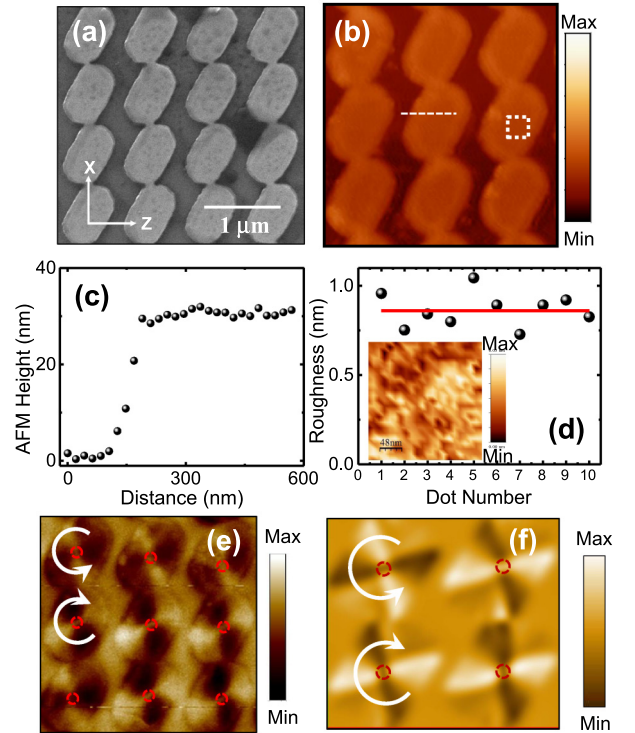 (a)
X
Z
1 μm
(b)
Max
Min
(c)
AFM Height (nm)
40
30
0
0
300
600
Distance (nm)
(d)
Roughness (nm)
1.0
0.5
0.0
1 2 3 4 5 6 7 8 9 10
Dot Number
Max
Min
48nm
(e)
Max
Min
(f)
Max
Min